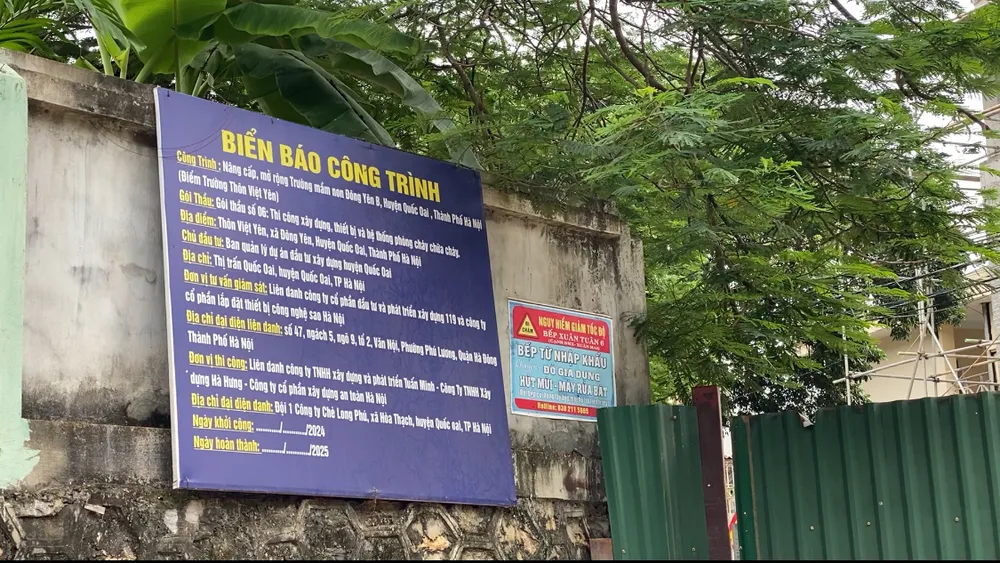 BIỂN BÁO CÔNG TRÌNH
Công Trình : Nâng cấp, mở rộng Trường mầm non Đông Yên B, Huyện Quốc Oai , Thành Phố Hà Nội
(Điểm Trường Thôn Việt Yên)
Gói Thầu: Gói thầu số 06: Thi công xây dựng, thiết bị và hệ thống phòng cháy chữa cháy.
Địa điểm: Thôn Việt Yên, xã Đông Yên, Huyện Quốc Oai, Thành Phố Hà Nội
Chủ đầu tư: Ban quản lý dự án đầu tư xây dựng huyện Quốc Oai
Địa chỉ: Thị trấn Quốc Oai, huyện Quốc Oai, TP Hà Nội
Đơn vị tư vấn giám sát: Liên danh công ty cổ phần đầu tư và phát triển xây dựng 119 và công ty
cổ phần lắp đặt thiết bị công nghệ sao Hà Nội
Địa chỉ đại diện liên danh: số 47, ngách 5, ngõ 9, tổ 2, Văn Nội, Phường Phú Lương, Quận Hà Đông
Thành Phố Hà Nội
Đơn vị thi công: Liên danh công ty TNHH xây dựng và phát triển Tuấn Minh - Công ty TNHH Xây
dựng Hà Hưng - Công ty cổ phần xây dựng an toàn Hà Nội
Địa chỉ đại diện danh: Đội 1 Công ty Chè Long Phú, xã Hòa Thạch, huyện Quốc oai, TP Hà Nội
Ngày khởi công: ........./........./2024
Ngày hoàn thành: ........./........./2025
NGUY HIỂM GIẢM TỐC ĐỘ
ĐI CHẬM
BẾP XUÂN TUẤN 6
BẾP TỪ NHẬP KHẨU
ĐỒ GIA DỤNG
HÚT MÙI - MÁY RỬA BÁT
Hotline: 038 211 5865